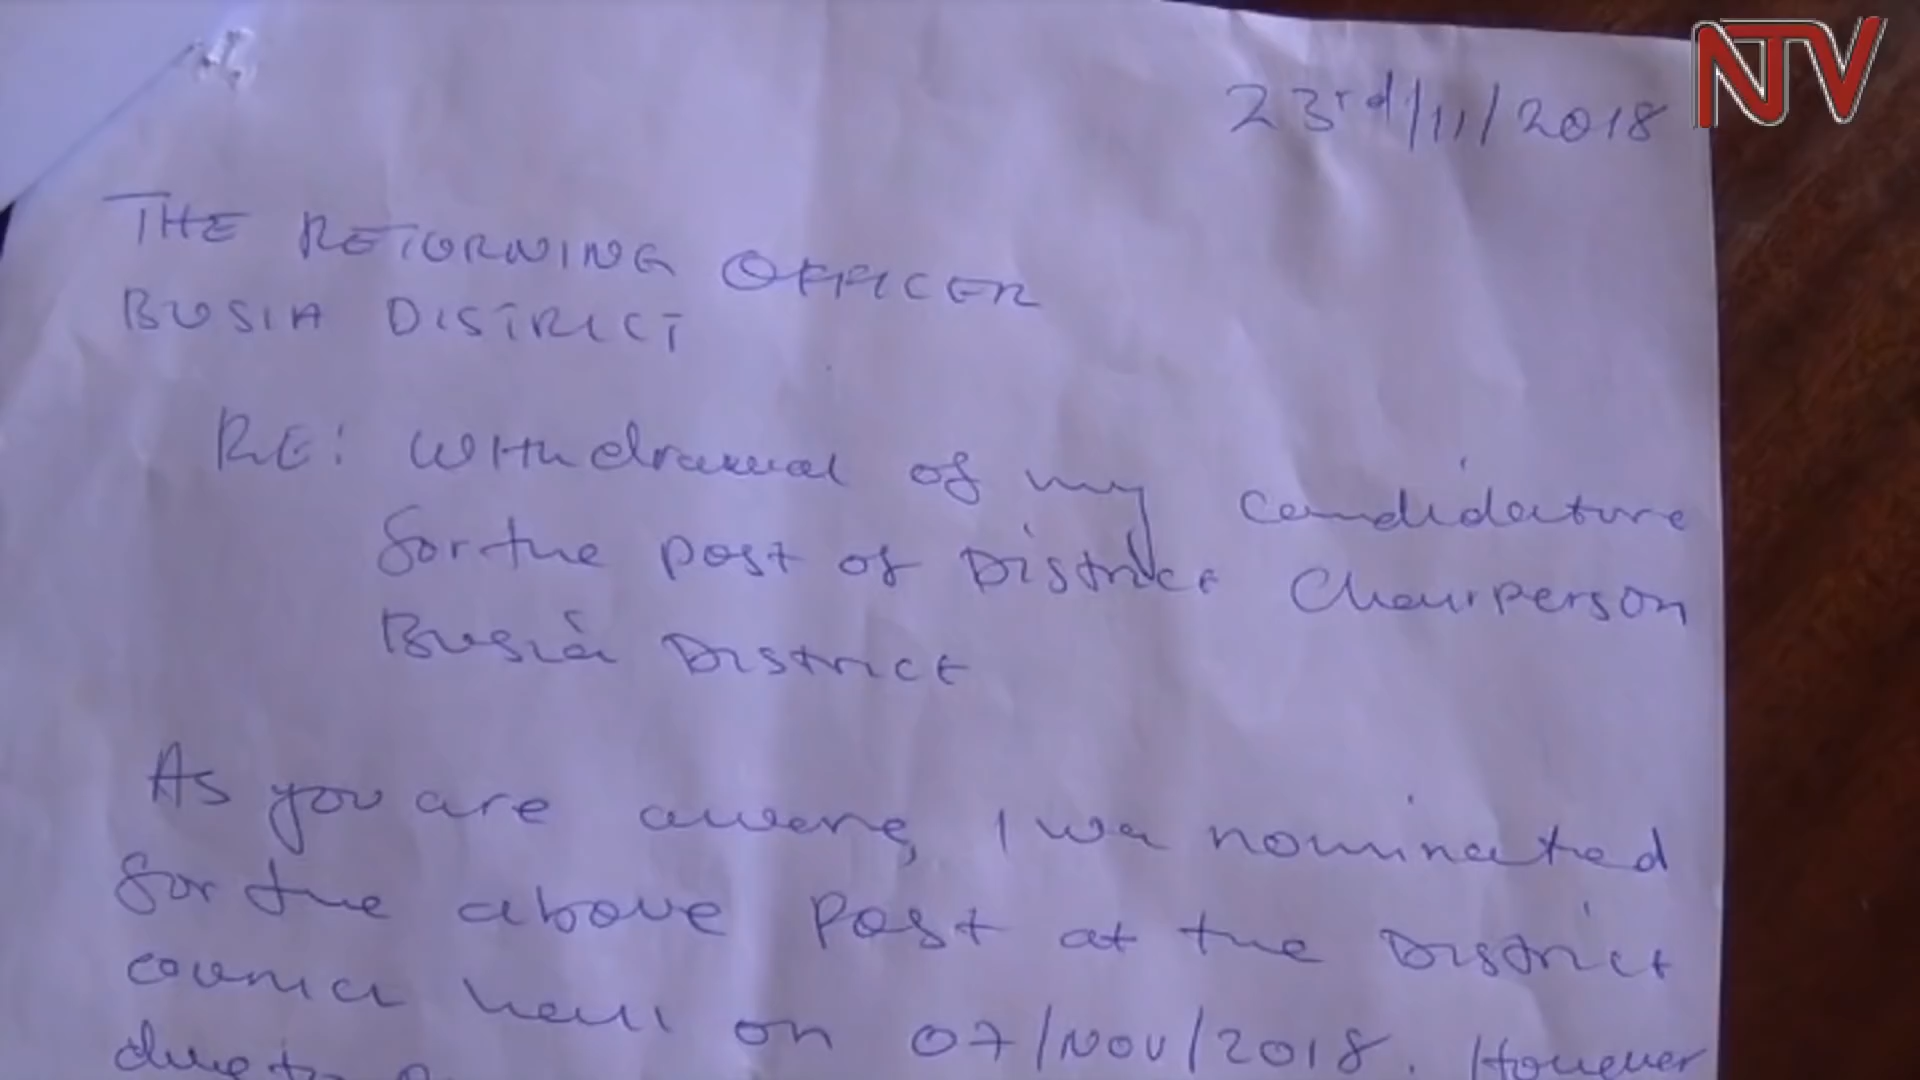 NTV
23rd/11/2018
THE RETURNING OFFICER
BUSIA DISTRICT
RE: Withdrawal of my candidature
for the post of District Chairperson
Busia District
As you are aware, I was nominated
for the above post at the District
council hall on 07/NOV/2018. However
due to